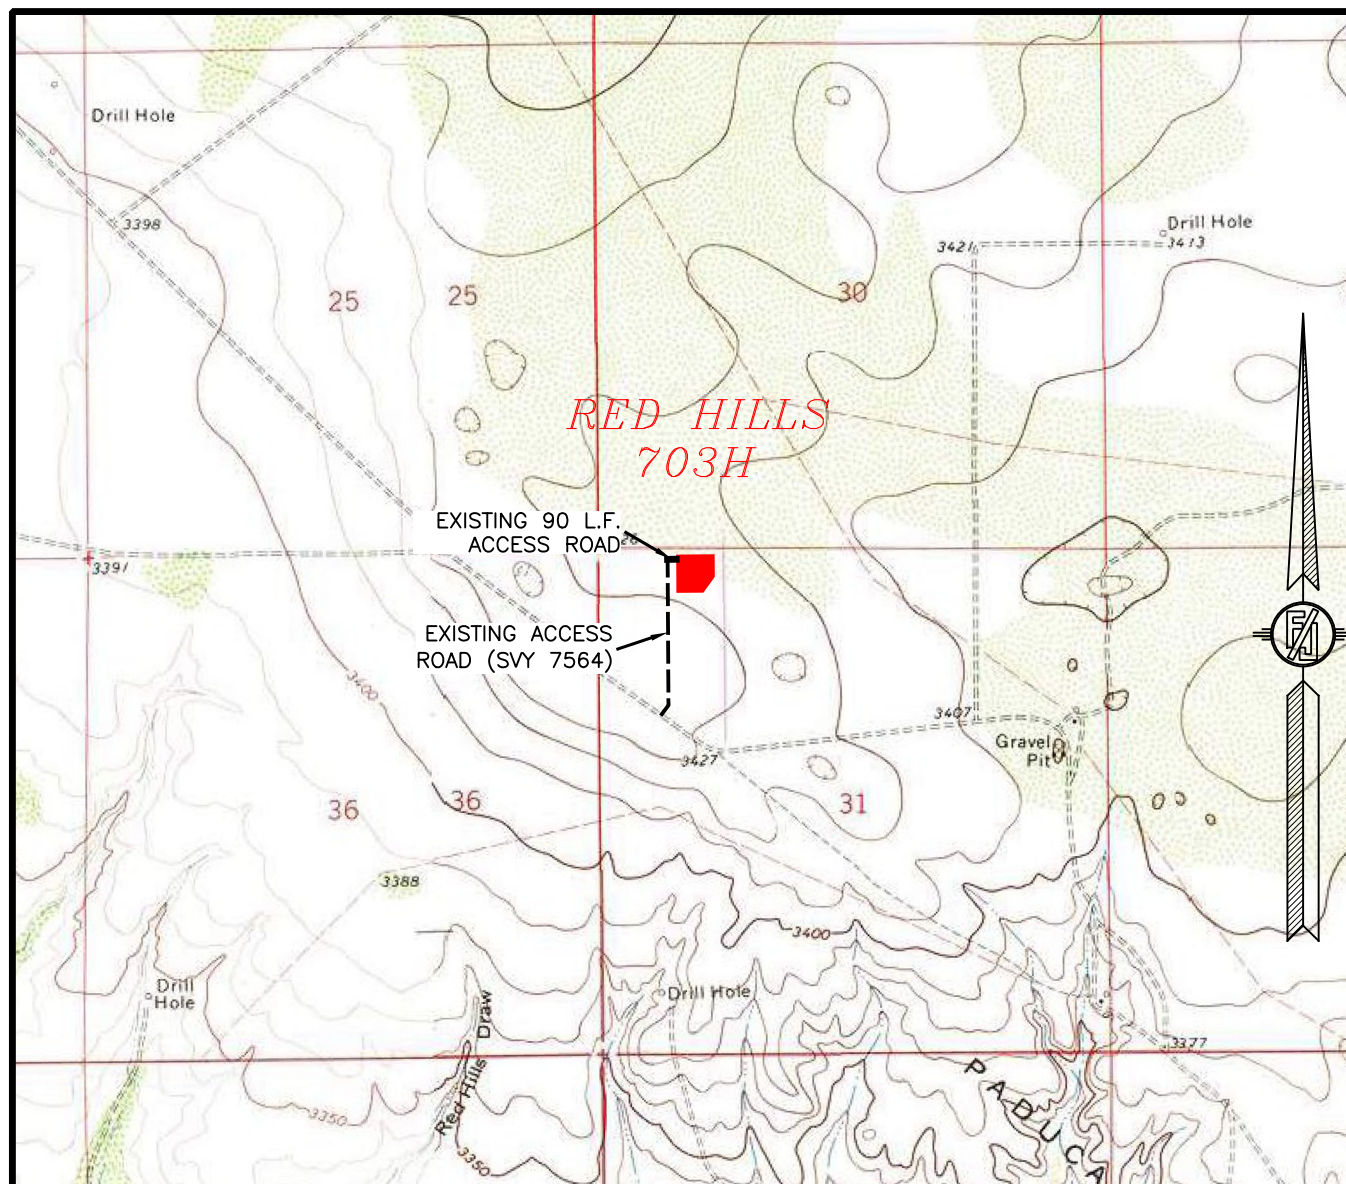 Drill Hole
3398
Drill Hole
3421
3413
25
25
30
RED HILLS
703H
EXISTING 90 L.F.
ACCESS ROAD
3391
EXISTING ACCESS
ROAD (SVY 7564)
3400
3407
Gravel
Pit
3427
36
36
31
3388
3400
Drill
Hole
Drill Hole
Red Hills Draw
3377
PADUCA
3350
3350